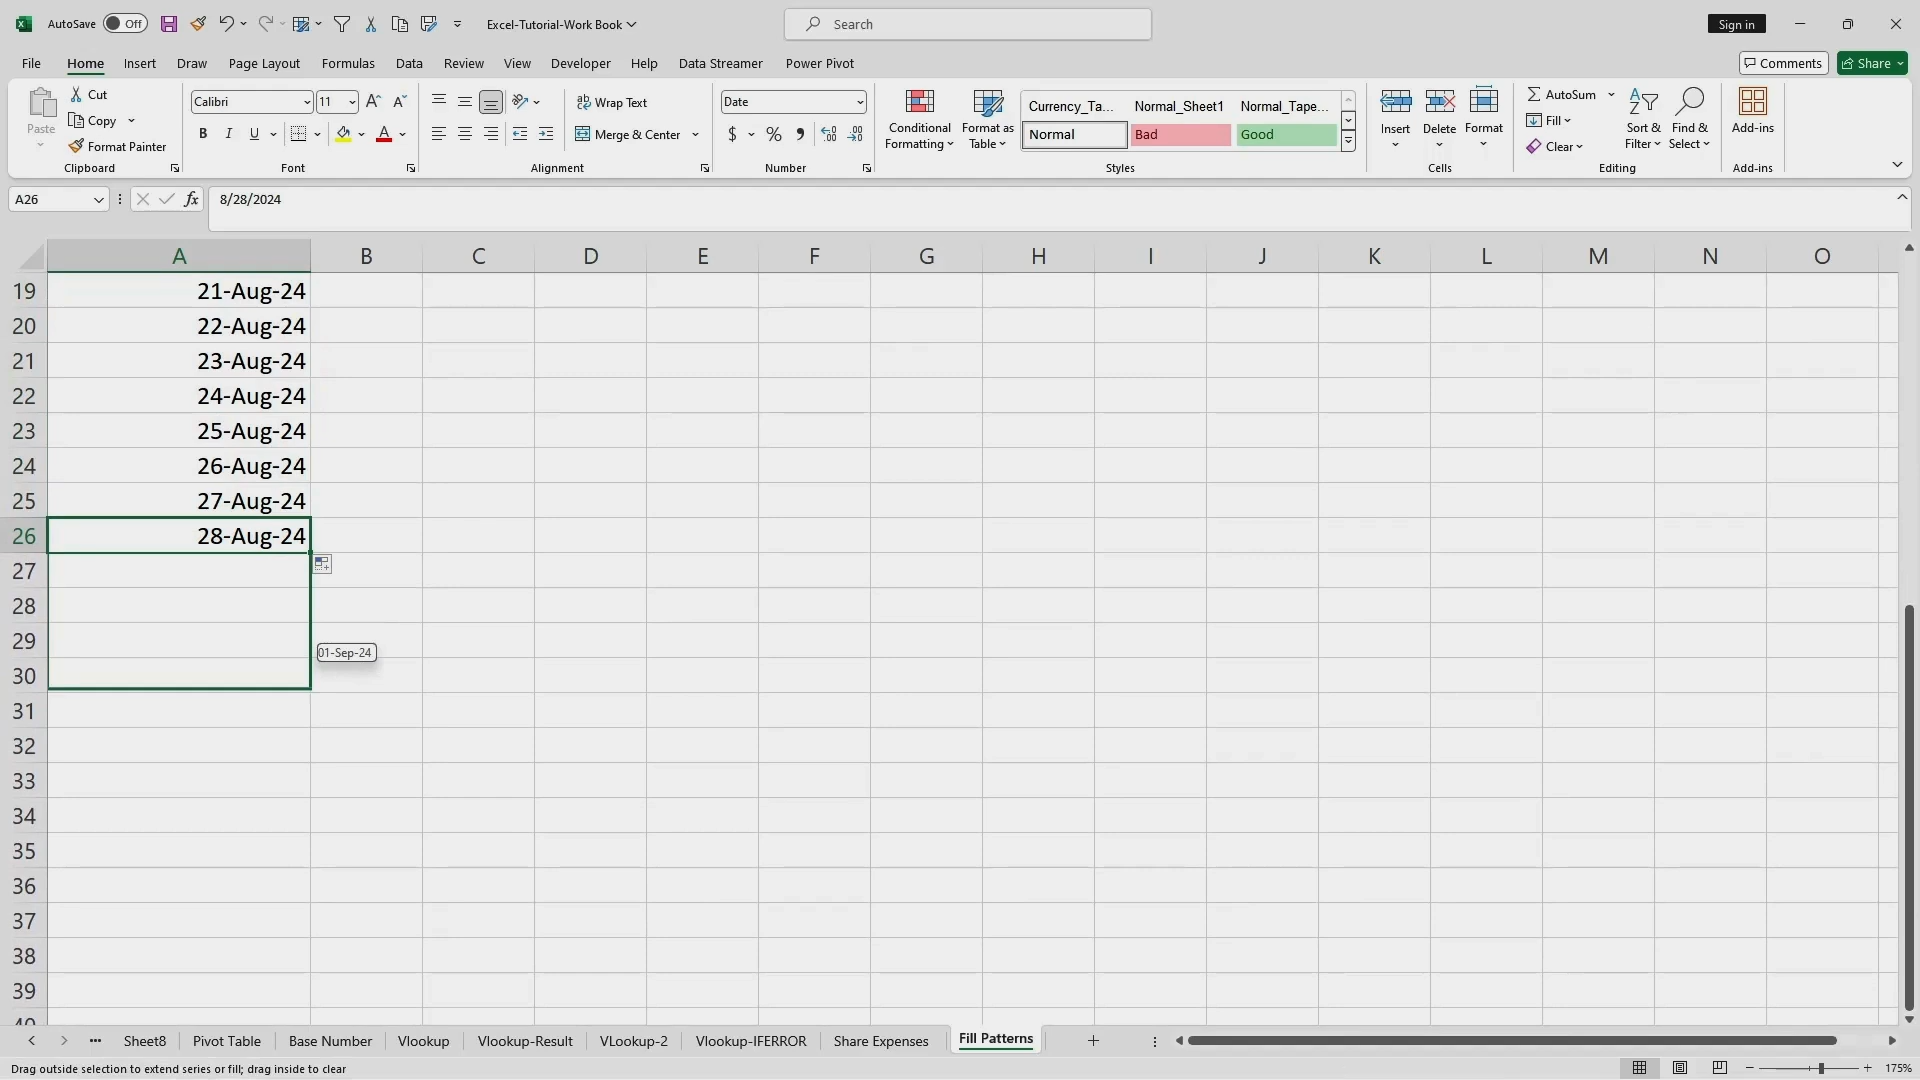 AutoSave Off Excel-Tutorial-Work Book Search Sign in
File Home Insert Draw Page Layout Formulas Data Review View Developer Help Data Streamer Power Pivot Comments Share
Paste Cut Copy Format Painter Clipboard
Calibri 11 B I U A Font
Wrap Text Merge & Center Alignment
Date $ % Number
Conditional Formatting Format as Table Currency_Ta... Normal_Sheet1 Normal_Tape... Normal Bad Good Styles
Insert Delete Format Cells
AutoSum Fill Clear Sort & Filter Find & Select Editing
Add-ins Add-ins
A26 fx 8/28/2024
A B C D E F G H I J K L M N O
19 21-Aug-24
20 22-Aug-24
21 23-Aug-24
22 24-Aug-24
23 25-Aug-24
24 26-Aug-24
25 27-Aug-24
26 28-Aug-24
27
28
29 01-Sep-24
30
31
32
33
34
35
36
37
38
39
40
Sheet8 Pivot Table Base Number Vlookup Vlookup-Result VLookup-2 Vlookup-IFERROR Share Expenses Fill Patterns
Drag outside selection to extend series or fill; drag inside to clear 175%